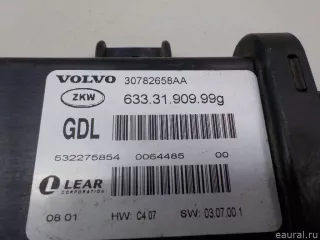 VOLVO 30782658AA
ZKW 633.31.909.99g
GDL
532275854 0064485 00
L LEAR
CORPORATION
08 01 HW: C4 07 SW: 03.07.00 1
© eaural.ru